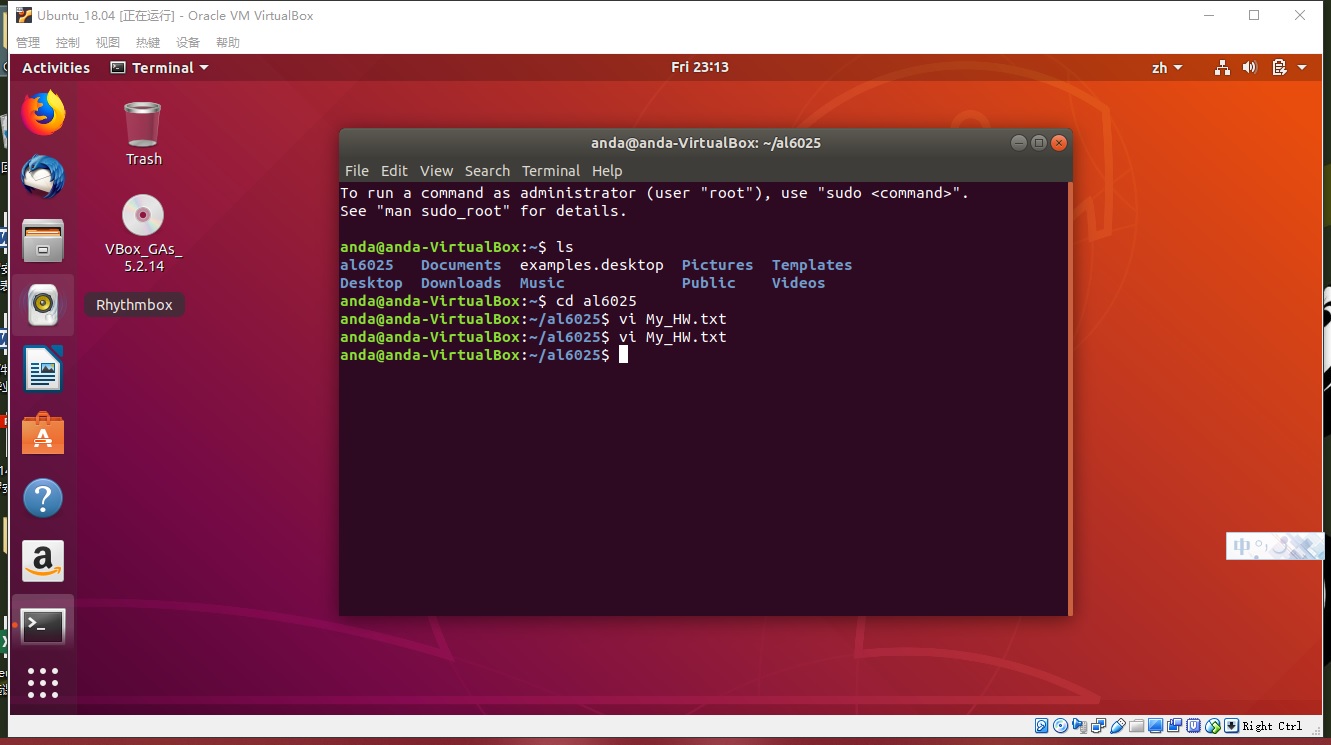 Ubuntu_18.04 [正在运行] - Oracle VM VirtualBox
管理 控制 视图 热键 设备 帮助
Activities Terminal Fri 23:13 zh
Trash
VBox_GAs_
5.2.14
Rhythmbox
anda@anda-VirtualBox: ~/al6025
File Edit View Search Terminal Help
To run a command as administrator (user "root"), use "sudo <command>".
See "man sudo_root" for details.
anda@anda-VirtualBox:~$ ls
al6025 Documents examples.desktop Pictures Templates
Desktop Downloads Music Public Videos
anda@anda-VirtualBox:~$ cd al6025
anda@anda-VirtualBox:~/al6025$ vi My_HW.txt
anda@anda-VirtualBox:~/al6025$ vi My_HW.txt
anda@anda-VirtualBox:~/al6025$
中
Right Ctrl